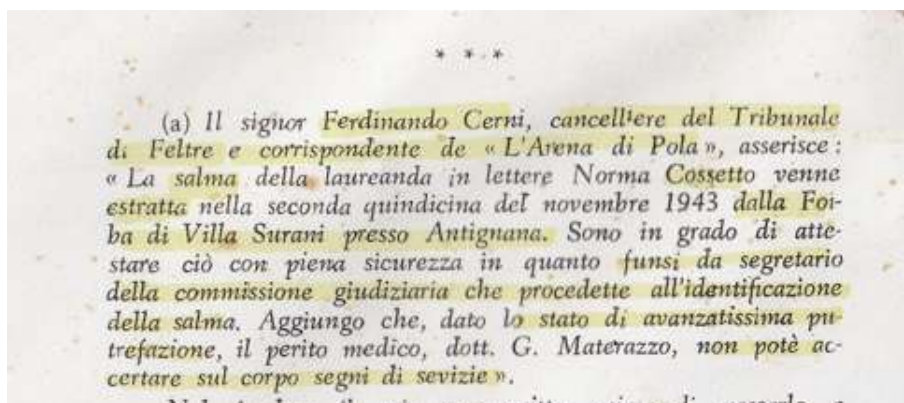 * * *
(a) Il signor Ferdinando Cerni, cancelliere del Tribunale
di Feltre e corrispondente de « L'Arena di Pola », asserisce :
« La salma della laureanda in lettere Norma Cossetto venne
estratta nella seconda quindicina del novembre 1943 dalla Foi-
ba di Villa Surani presso Antignana. Sono in grado di atte-
stare ciò con piena sicurezza in quanto funsi da segretario
della commissione giudiziaria che procedette all'identificazione
della salma. Aggiungo che, dato lo stato di avanzatissima pu-
trefazione, il perito medico, dott. G. Materazzo, non potè ac-
certare sul corpo segni di sevizie ».